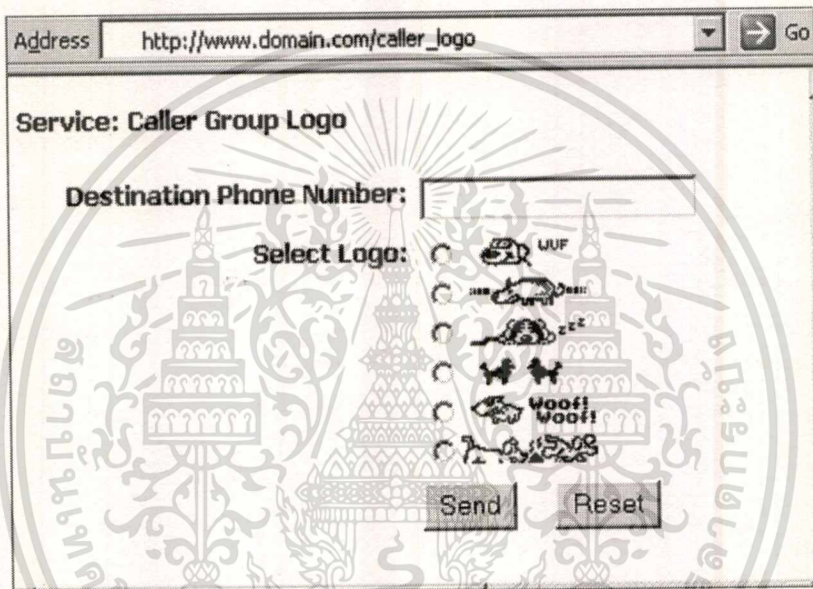 Address http://www.domain.com/caller_logo Go
Service: Caller Group Logo
Destination Phone Number:
Select Logo:
WUF
zzz
Woof!
Woof!
Send Reset